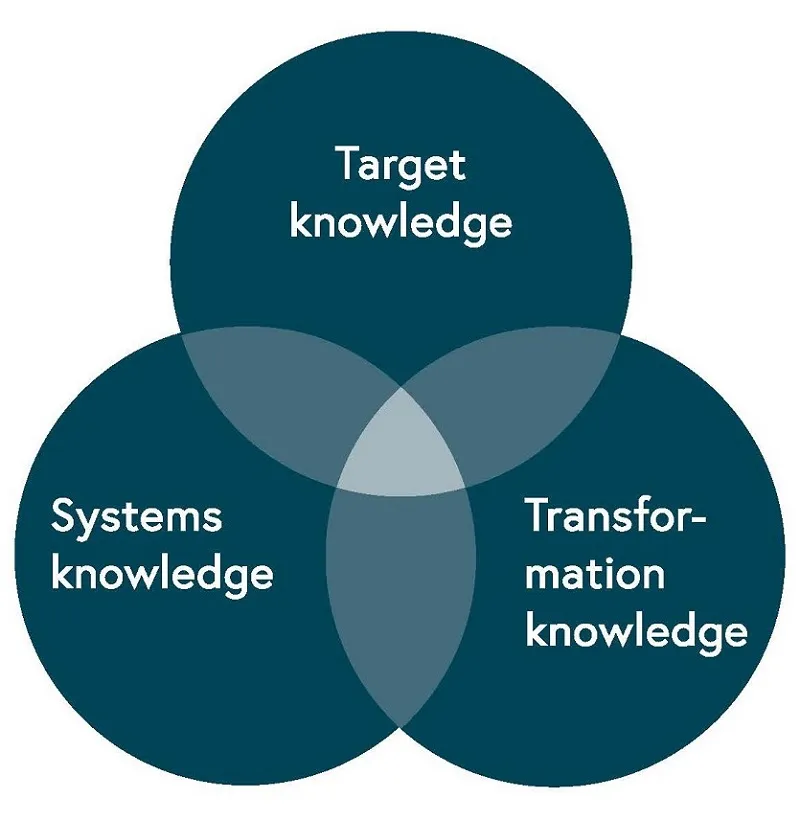 Target
knowledge
Systems
knowledge
Transfor-
mation
knowledge